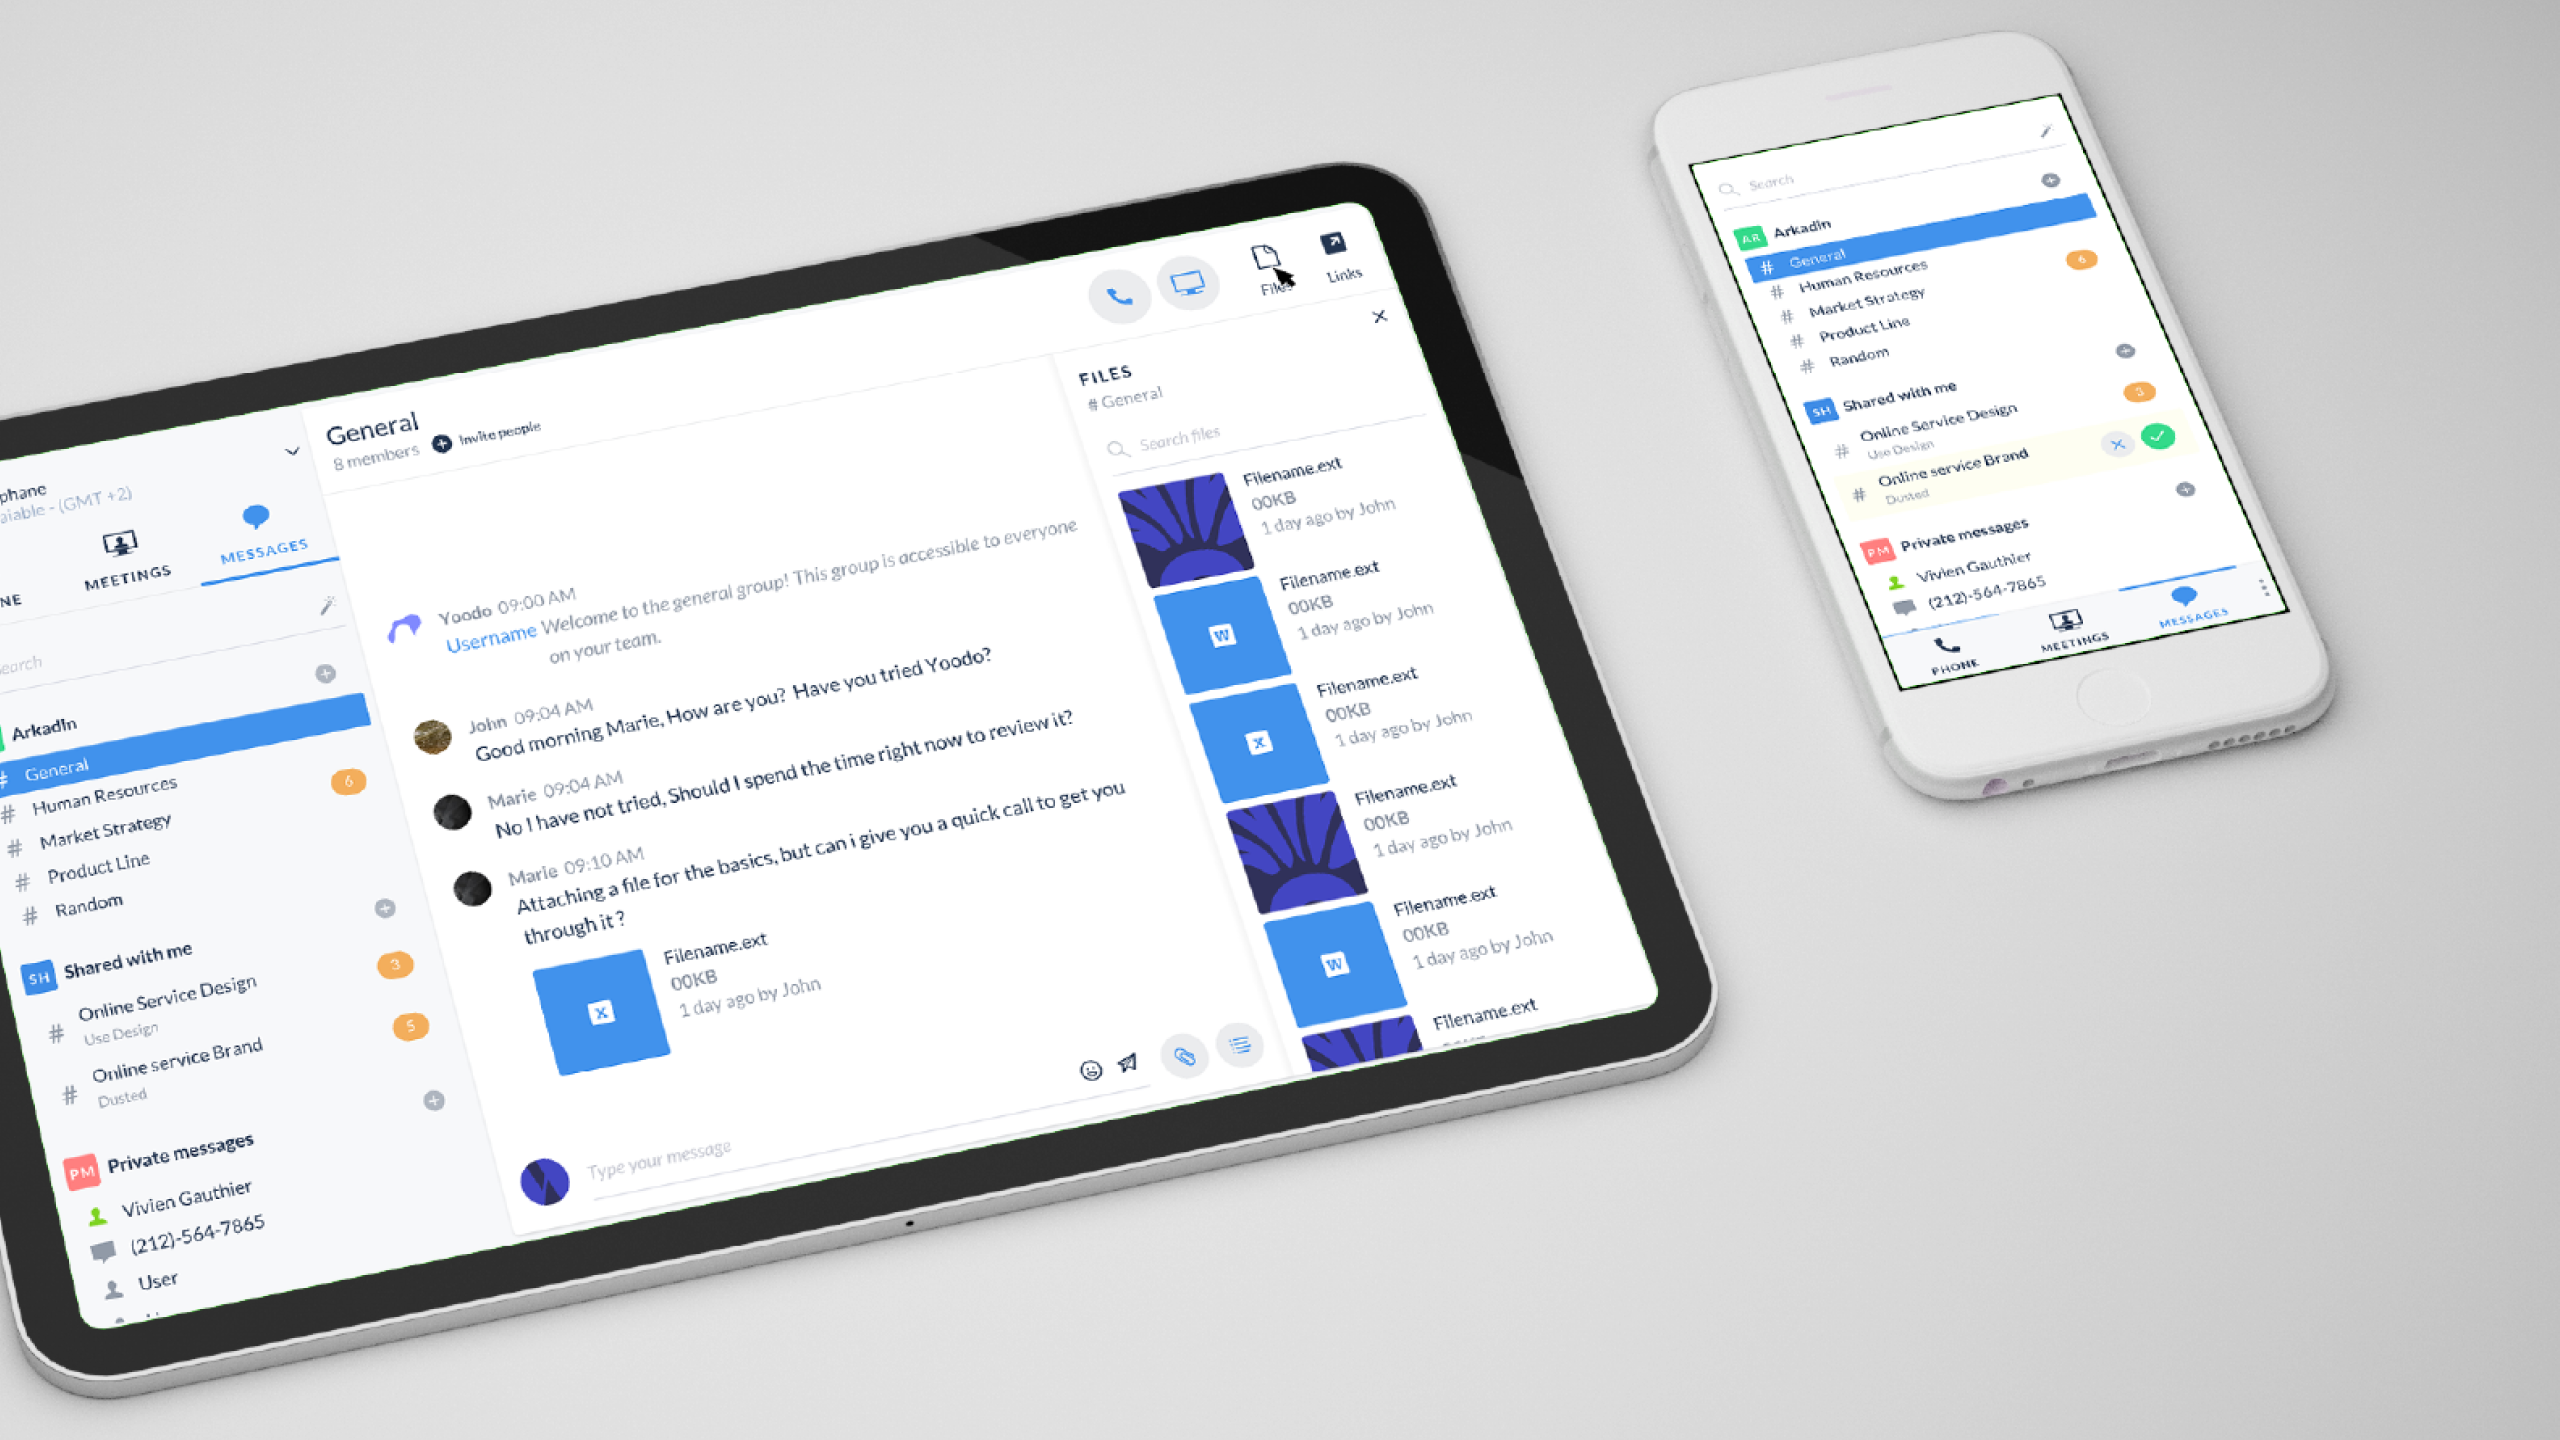 phane
aiable - (GMT +2)
NE
MEETINGS
MESSAGES
earch
ArkadIn
# General
# Human Resources
6
# Market Strategy
# Product Line
# Random
SH Shared with me
# Online Service Design
Use Design
3
# Online service Brand
Dusted
5
PM Private messages
Vivien Gauthier
(212)-564-7865
User
General
8 members
Invite people
Files
Links
Yoodo 09:00 AM
Username Welcome to the general group! This group is accessible to everyone
on your team.
John 09:04 AM
Good morning Marie, How are you? Have you tried Yoodo?
Marie 09:04 AM
No I have not tried, Should I spend the time right now to review it?
Marie 09:10 AM
Attaching a file for the basics, but can i give you a quick call to get you
through it ?
X
Filename.ext
00KB
1 day ago by John
Type your message
FILES
# General
Search files
Filename.ext
00KB
1 day ago by John
W
Filename.ext
00KB
1 day ago by John
X
Filename.ext
00KB
1 day ago by John
Filename.ext
00KB
1 day ago by John
W
Filename.ext
00KB
1 day ago by John
Filename.ext
Search
AR ArkadIn
# General
# Human Resources
6
# Market Strategy
# Product Line
# Random
SH Shared with me
# Online Service Design
Use Design
3
# Online service Brand
Dusted
PM Private messages
Vivien Gauthier
(212)-564-7865
PHONE
MEETINGS
MESSAGES